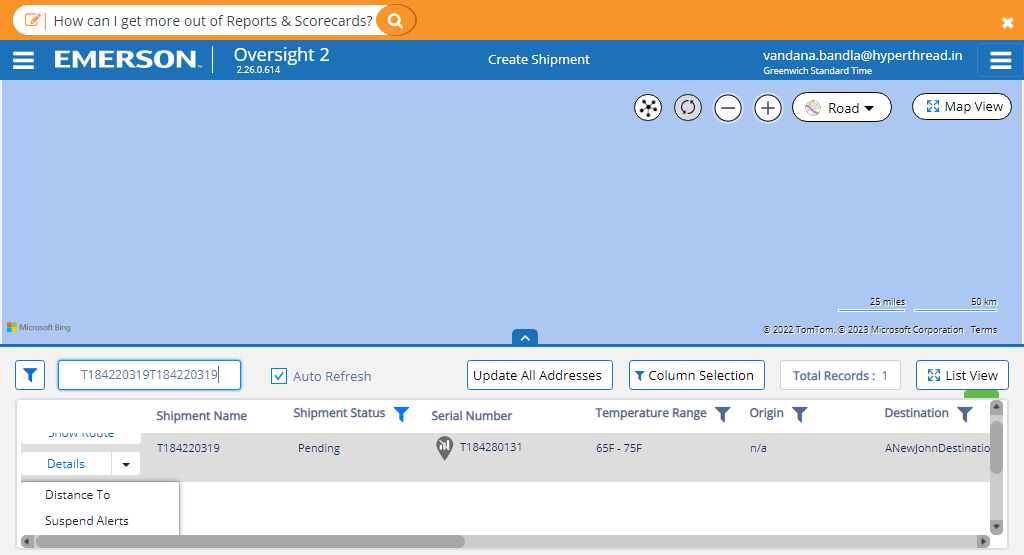 How can I get more out of Reports & Scorecards?
EMERSON
Oversight 2
2.26.0.614
Create Shipment
vandana.bandla@hyperthread.in
Greenwich Standard Time
Road
Map View
25 miles
50 km
Microsoft Bing
© 2022 TomTom, © 2023 Microsoft Corporation Terms
T184220319T184220319
Auto Refresh
Update All Addresses
Column Selection
Total Records : 1
List View
Shipment Name
Shipment Status
Serial Number
Temperature Range
Origin
Destination
Show Route
T184220319
Pending
T184280131
65F - 75F
n/a
ANewJohnDestinatio
Details
Distance To
Suspend Alerts